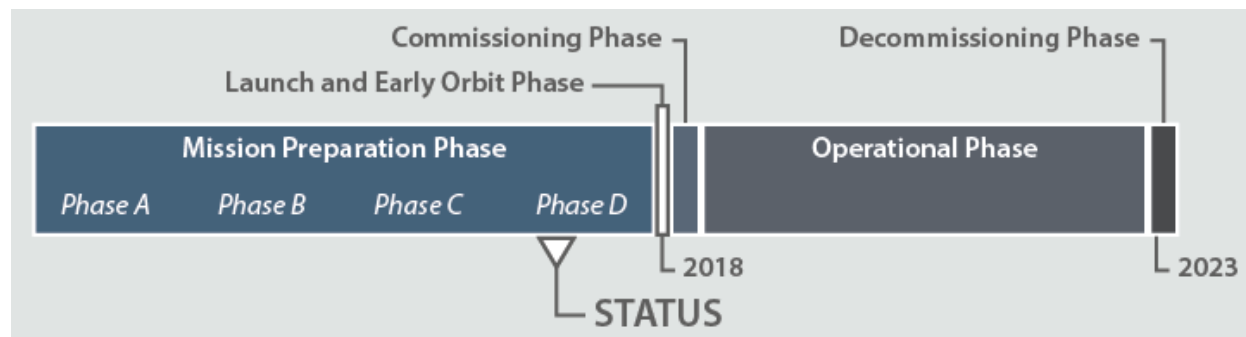 Commissioning Phase
Decommissioning Phase
Launch and Early Orbit Phase
Mission Preparation Phase
Operational Phase
Phase A
Phase B
Phase C
Phase D
2018
2023
STATUS